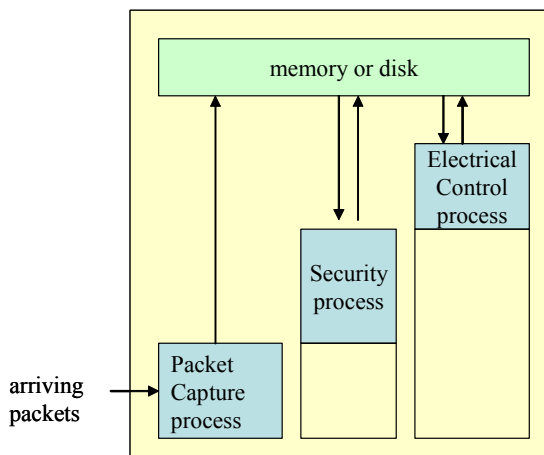 memory or disk
Electrical
Control
process
Security
process
Packet
Capture
process
arriving
packets